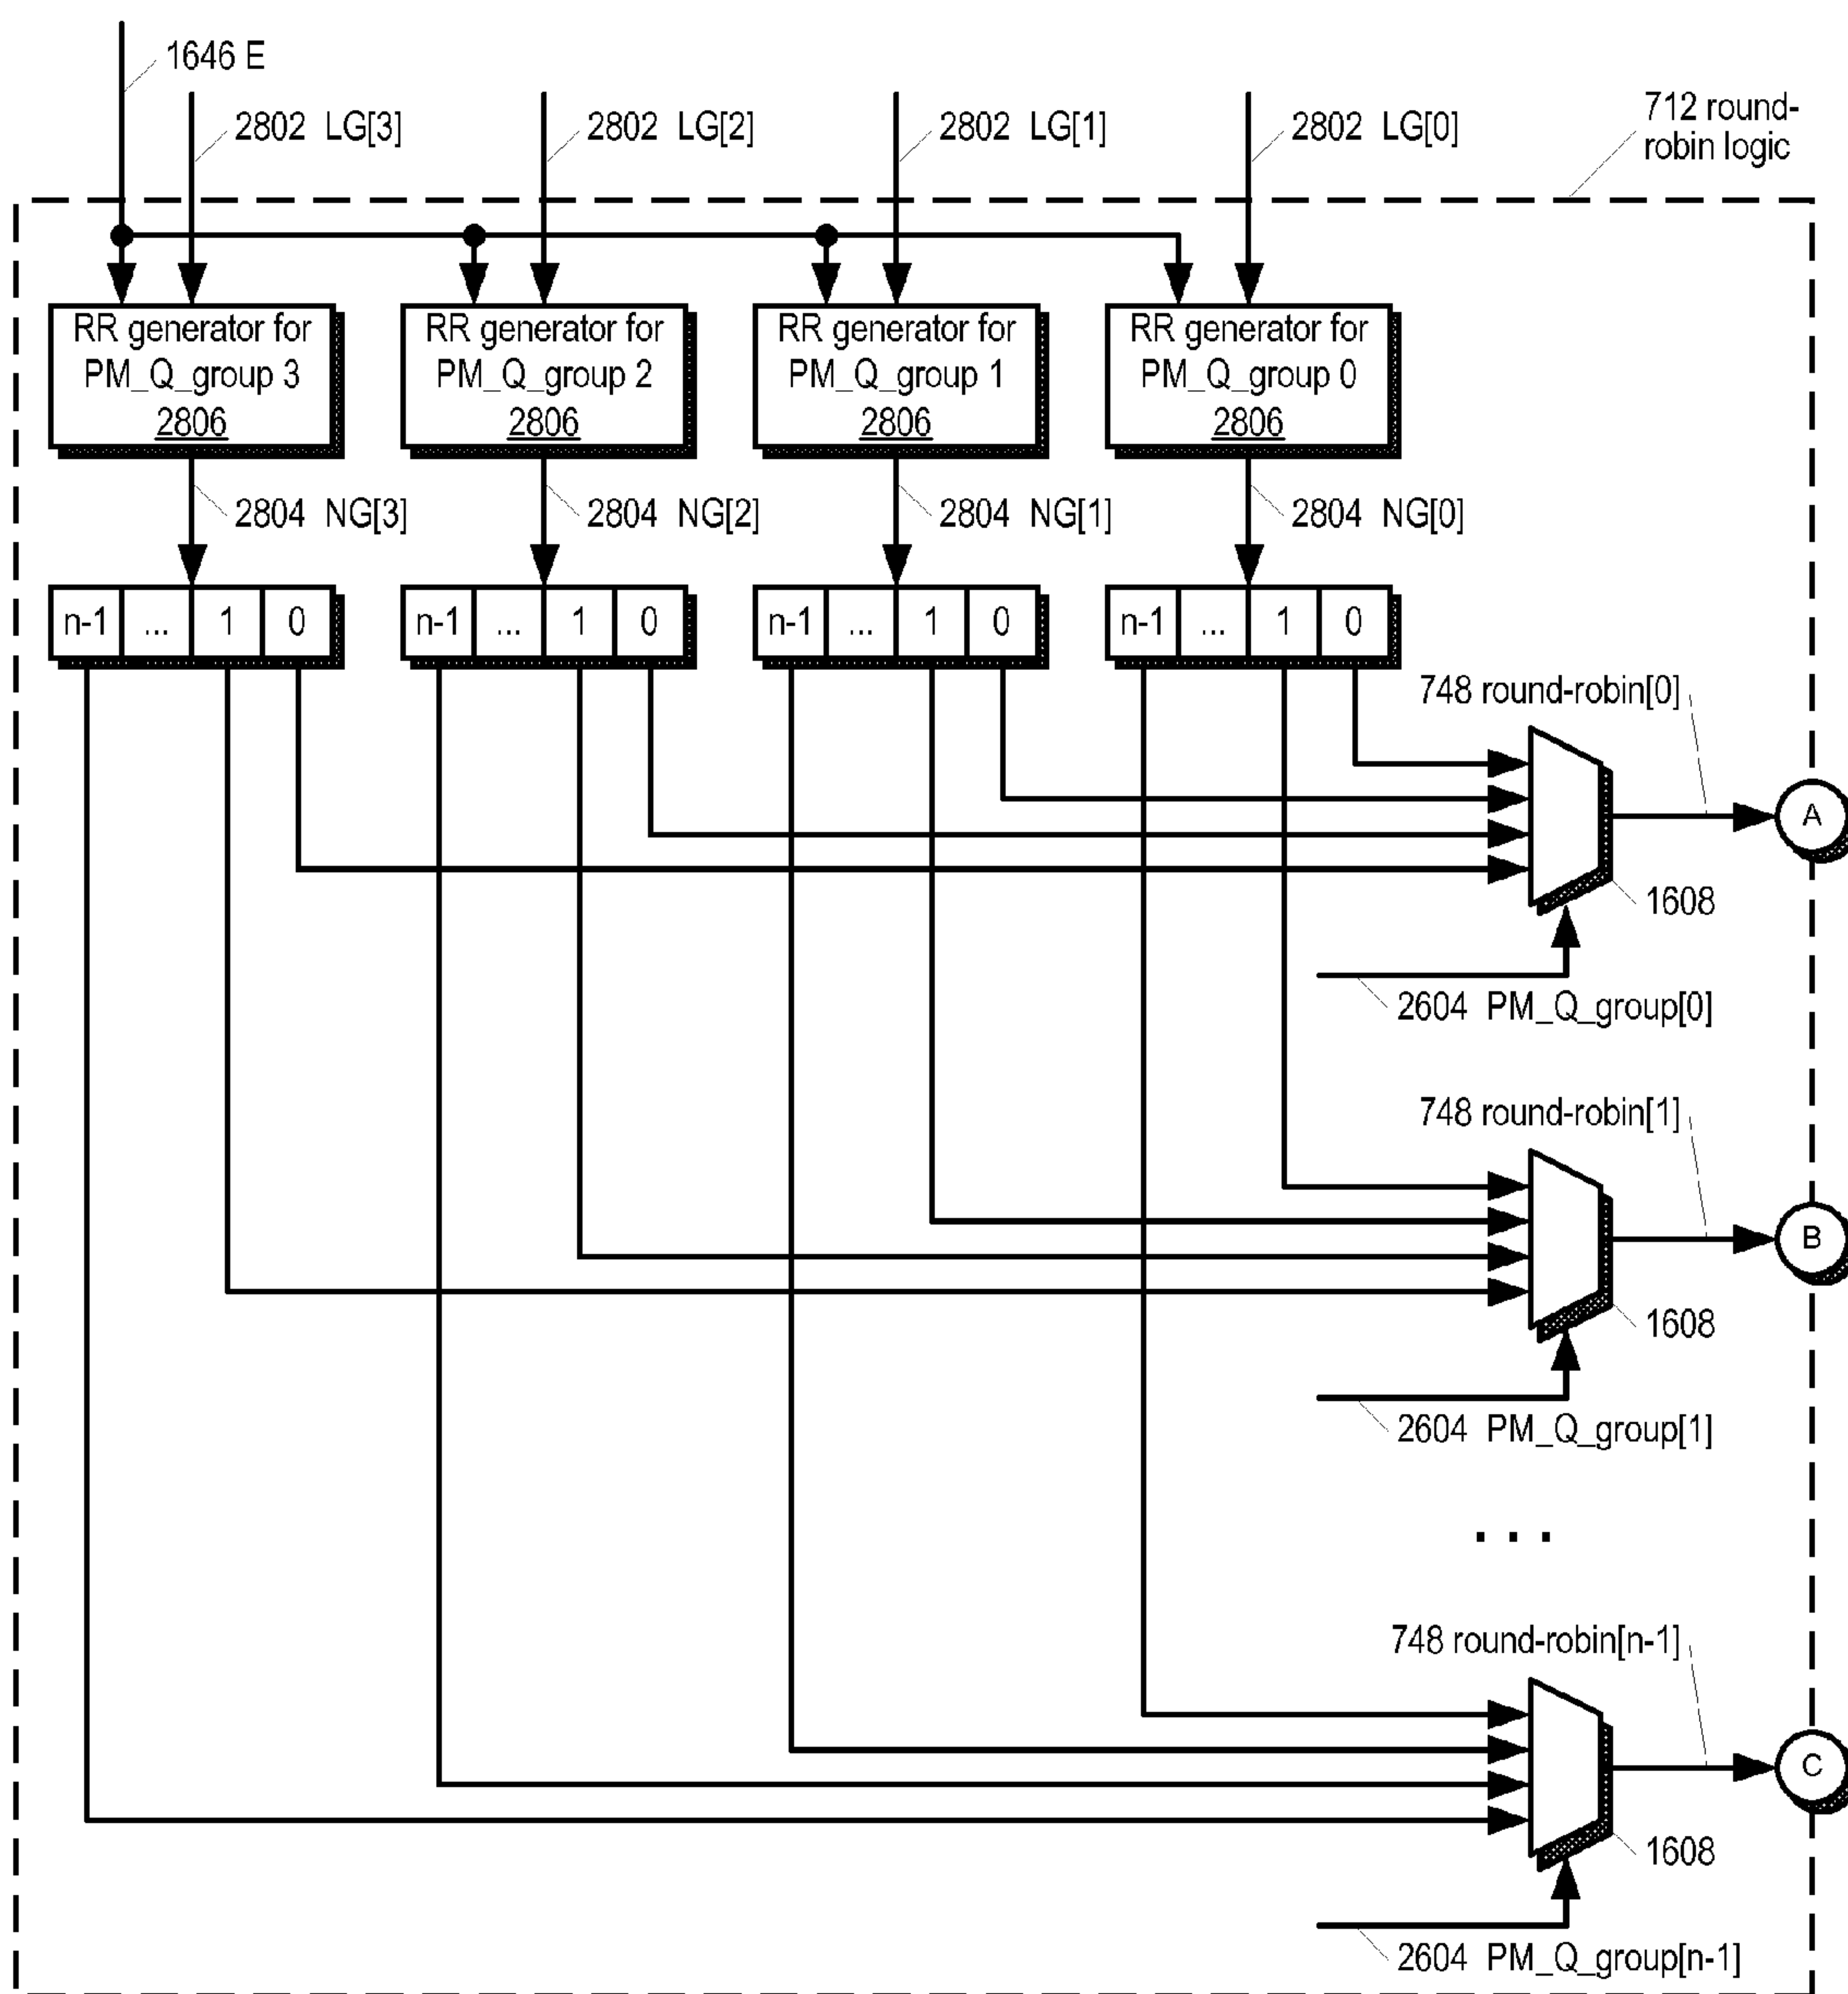 1646 E
2802 LG[3]
2802 LG[2]
2802 LG[1]
2802 LG[0]
712 round-
robin logic
RR generator for
PM_Q_group 3
2806
RR generator for
PM_Q_group 2
2806
RR generator for
PM_Q_group 1
2806
RR generator for
PM_Q_group 0
2806
2804 NG[3]
2804 NG[2]
2804 NG[1]
2804 NG[0]
n-1 ... 1 0
n-1 ... 1 0
n-1 ... 1 0
n-1 ... 1 0
748 round-robin[0]
A
1608
2604 PM_Q_group[0]
748 round-robin[1]
B
1608
2604 PM_Q_group[1]
. . .
748 round-robin[n-1]
C
1608
2604 PM_Q_group[n-1]